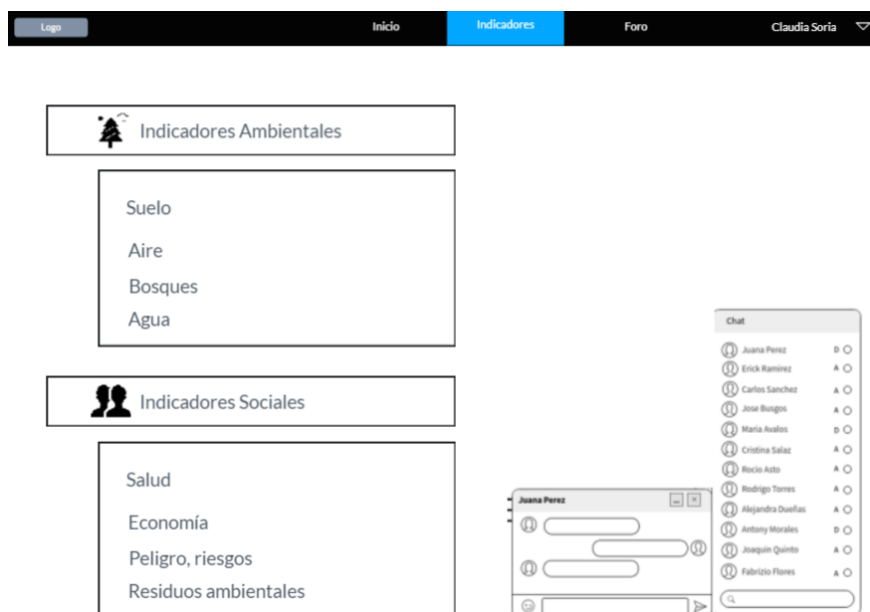 Logo Inicio Indicadores Foro Claudia Soria
Indicadores Ambientales
Suelo
Aire
Bosques
Agua
Indicadores Sociales
Salud
Economía
Peligro, riesgos
Residuos ambientales
Juana Perez
Chat
Juana Perez D
Erick Ramirez A
Carlos Sanchez A
Jose Busgos A
Maria Avalos D
Cristina Salaz A
Rocio Asto A
Rodrigo Torres A
Alejandra Dueñas A
Antony Morales D
Joaquin Quinto A
Fabrizio Flores A